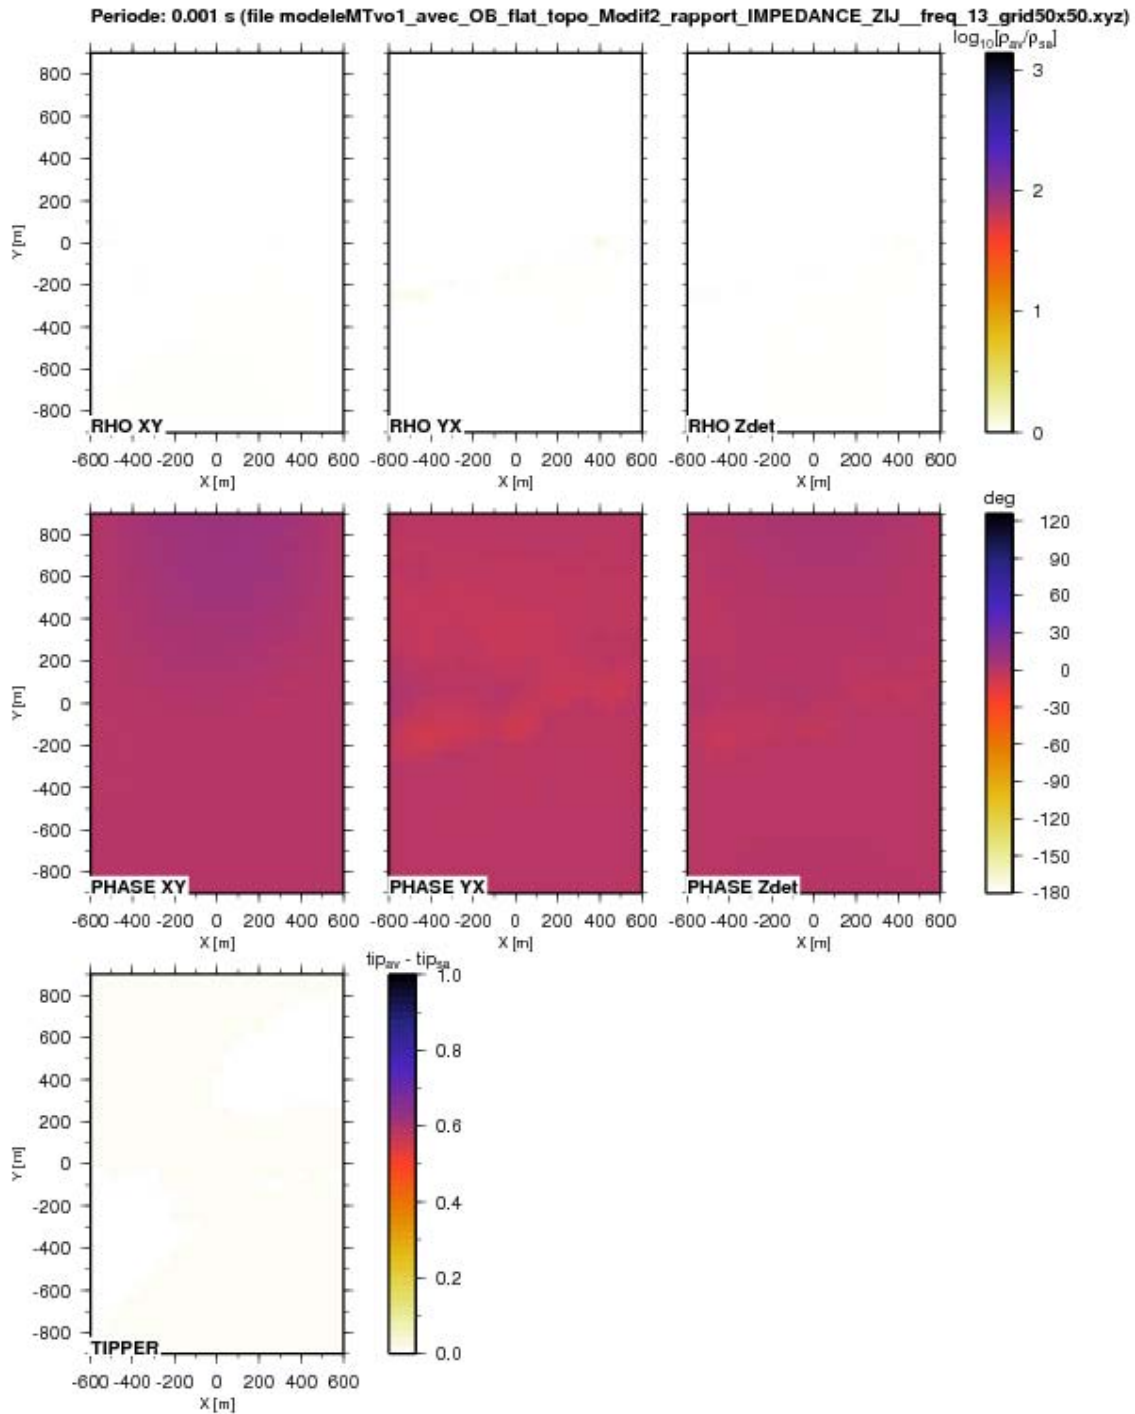 Periode: 0.001 s (file modeleMTvo1_avec_OB_flat_topo_Modif2_rapport_IMPEDANCE_ZIJ__freq_13_grid50x50.xyz)
log10[ρav/ρsa]
800
600
400
200
0
-200
-400
-600
-800
Y [m]
RHO XY
RHO YX
RHO Zdet
3
2
1
0
-600 -400 -200 0 200 400 600
-600 -400 -200 0 200 400 600
-600 -400 -200 0 200 400 600
X [m]
X [m]
X [m]
deg
800
600
400
200
0
-200
-400
-600
-800
Y [m]
PHASE XY
PHASE YX
PHASE Zdet
120
90
60
30
0
-30
-60
-90
-120
-150
-180
-600 -400 -200 0 200 400 600
-600 -400 -200 0 200 400 600
-600 -400 -200 0 200 400 600
X [m]
X [m]
X [m]
tipav - tipsa
800
600
400
200
0
-200
-400
-600
-800
Y [m]
TIPPER
1.0
0.8
0.6
0.4
0.2
0.0
-600 -400 -200 0 200 400 600
X [m]